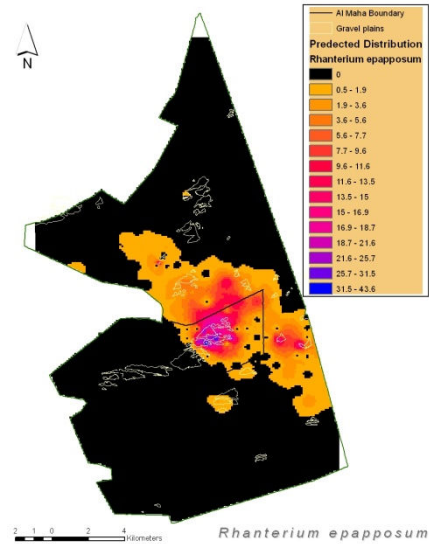 Al Maha Boundary
Gravel plains
Predected Distribution
Rhanterium epapposum
0
0.5 - 1.9
1.9 - 3.6
3.6 - 5.6
5.6 - 7.7
7.7 - 9.6
9.6 - 11.6
11.6 - 13.5
13.5 - 15
15 - 16.9
16.9 - 18.7
18.7 - 21.6
21.6 - 25.7
25.7 - 31.5
31.5 - 43.6
N
2 1 0 2 4
Kilometers
Rhanterium epapposum